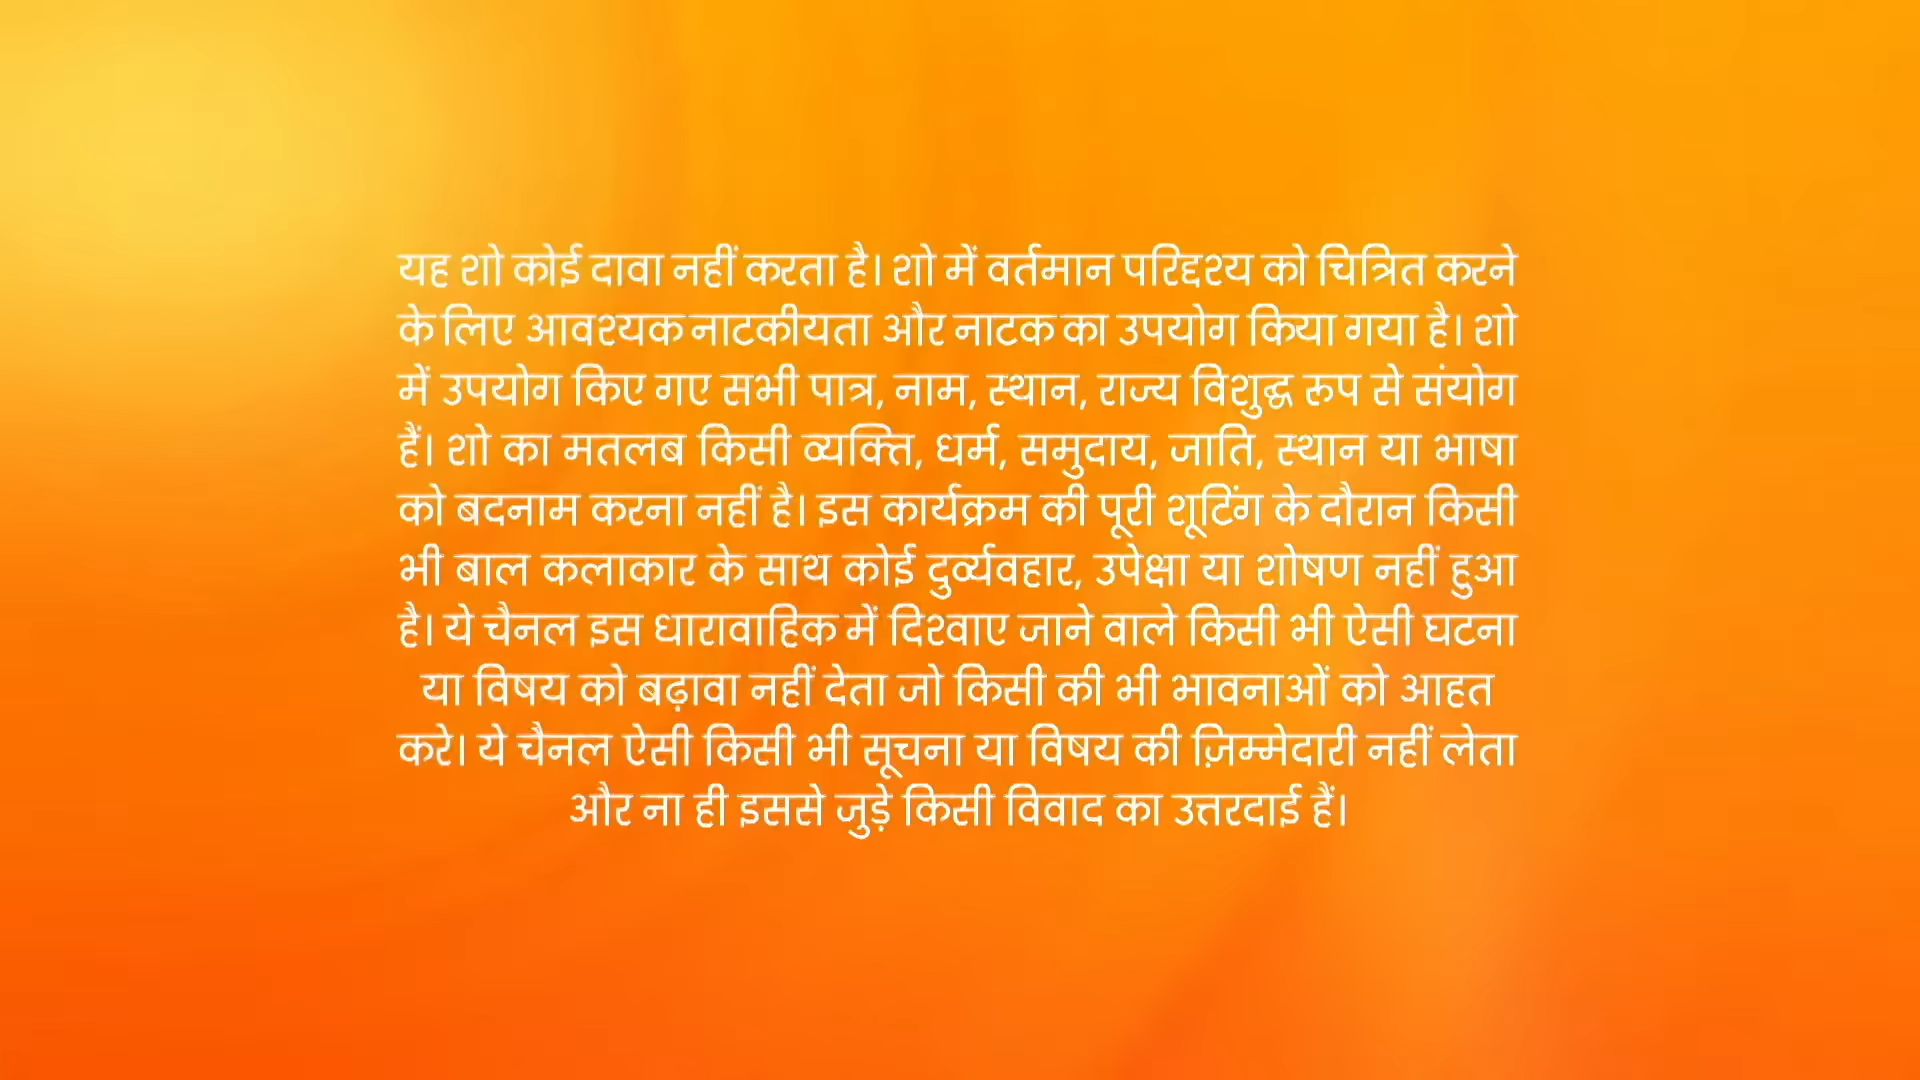 यह शो कोई दावा नहीं करता है। शो में वर्तमान परिद्दश्य को चित्रित करने
के लिए आवश्यक नाटकीयता और नाटक का उपयोग किया गया है। शो
में उपयोग किए गए सभी पात्र, नाम, स्थान, राज्य विशुद्ध रूप से संयोग
हैं। शो का मतलब किसी व्यक्ति, धर्म, समुदाय, जाति, स्थान या भाषा
को बदनाम करना नहीं है। इस कार्यक्रम की पूरी शूटिंग के दौरान किसी
भी बाल कलाकार के साथ कोई दुर्व्यवहार, उपेक्षा या शोषण नहीं हुआ
है। ये चैनल इस धारावाहिक में दिखाए जाने वाले किसी भी ऐसी घटना
या विषय को बढ़ावा नहीं देता जो किसी की भी भावनाओं को आहत
करे। ये चैनल ऐसी किसी भी सूचना या विषय की ज़िम्मेदारी नहीं लेता
और ना ही इससे जुड़े किसी विवाद का उत्तरदाई हैं।